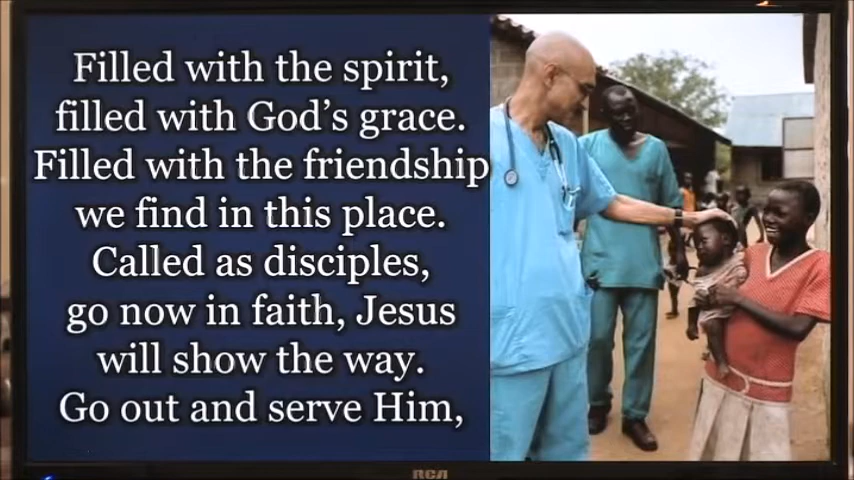 Filled with the spirit,
filled with God's grace.
Filled with the friendship
we find in this place.
Called as disciples,
go now in faith, Jesus
will show the way.
Go out and serve Him,
RCA